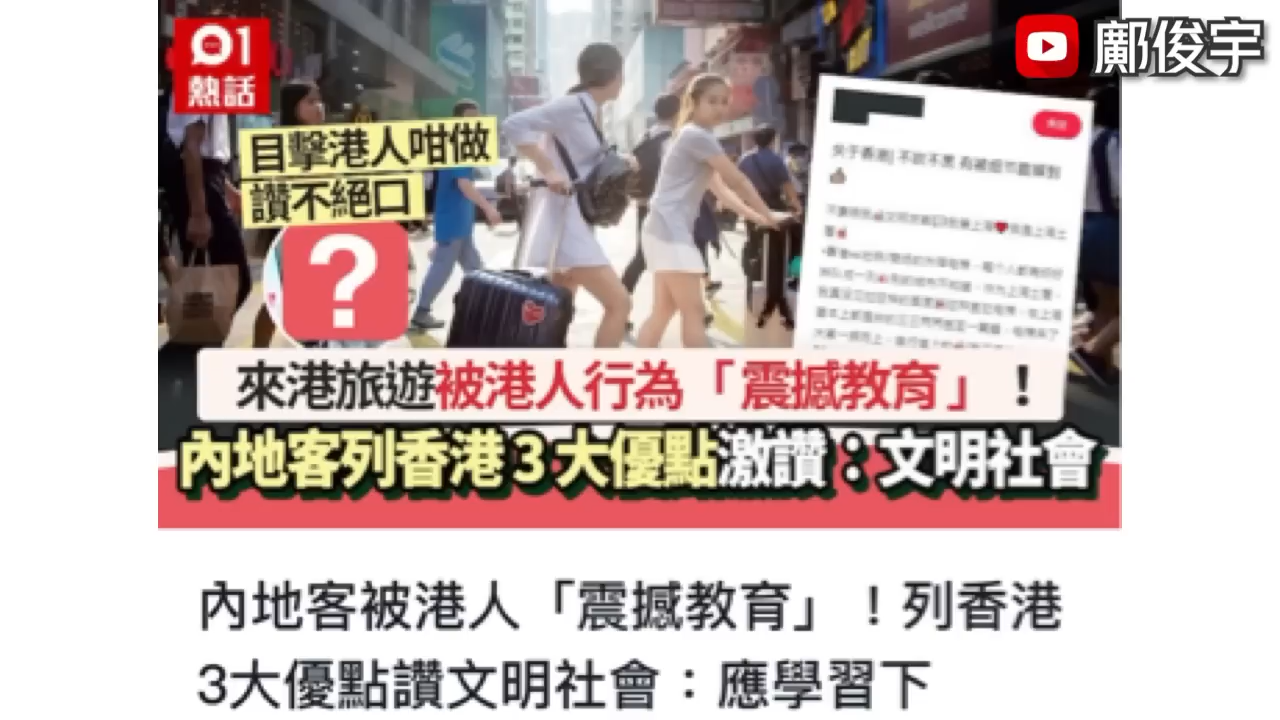 01
熱話
鄺俊宇
目擊港人咁做
讚不絕口
?
來港旅遊被港人行為「震撼教育」！
內地客列香港3大優點激讚：文明社會
內地客被港人「震撼教育」！列香港
3大優點讚文明社會：應學習下